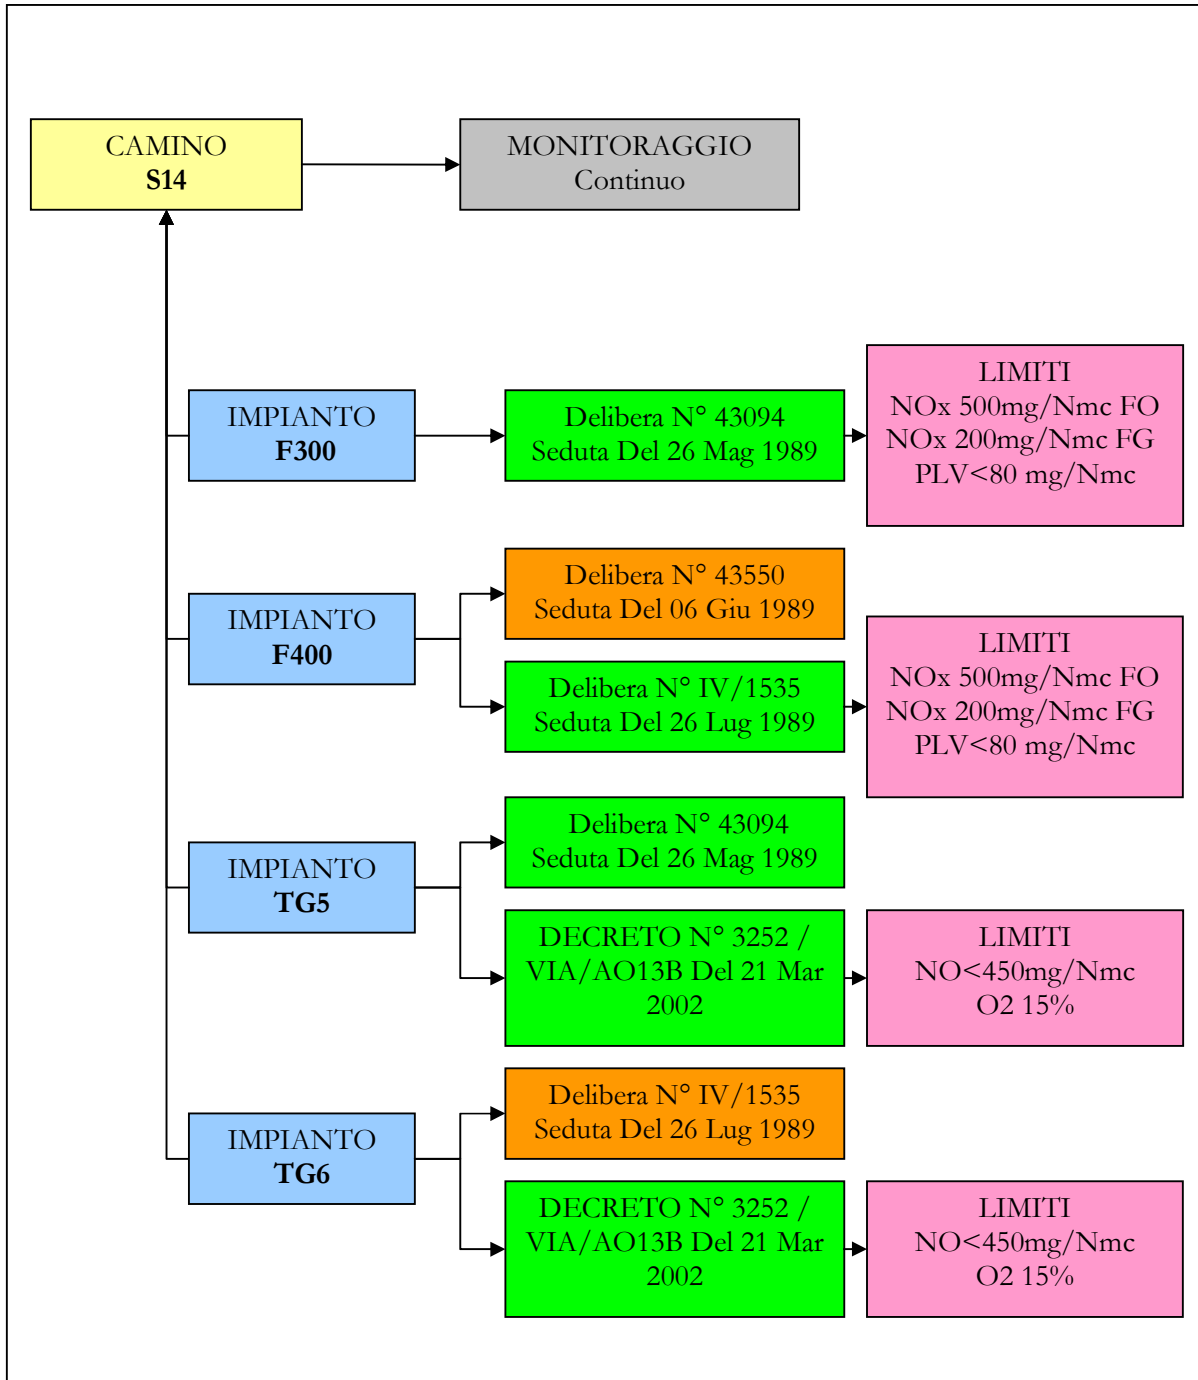 CAMINO
S14
MONITORAGGIO
Continuo
IMPIANTO
F300
Delibera N° 43094
Seduta Del 26 Mag 1989
LIMITI
NOx 500mg/Nmc FO
NOx 200mg/Nmc FG
PLV<80 mg/Nmc
IMPIANTO
F400
Delibera N° 43550
Seduta Del 06 Giu 1989
Delibera N° IV/1535
Seduta Del 26 Lug 1989
LIMITI
NOx 500mg/Nmc FO
NOx 200mg/Nmc FG
PLV<80 mg/Nmc
IMPIANTO
TG5
Delibera N° 43094
Seduta Del 26 Mag 1989
DECRETO N° 3252 /
VIA/AO13B Del 21 Mar
2002
LIMITI
NO<450mg/Nmc
O2 15%
IMPIANTO
TG6
Delibera N° IV/1535
Seduta Del 26 Lug 1989
DECRETO N° 3252 /
VIA/AO13B Del 21 Mar
2002
LIMITI
NO<450mg/Nmc
O2 15%